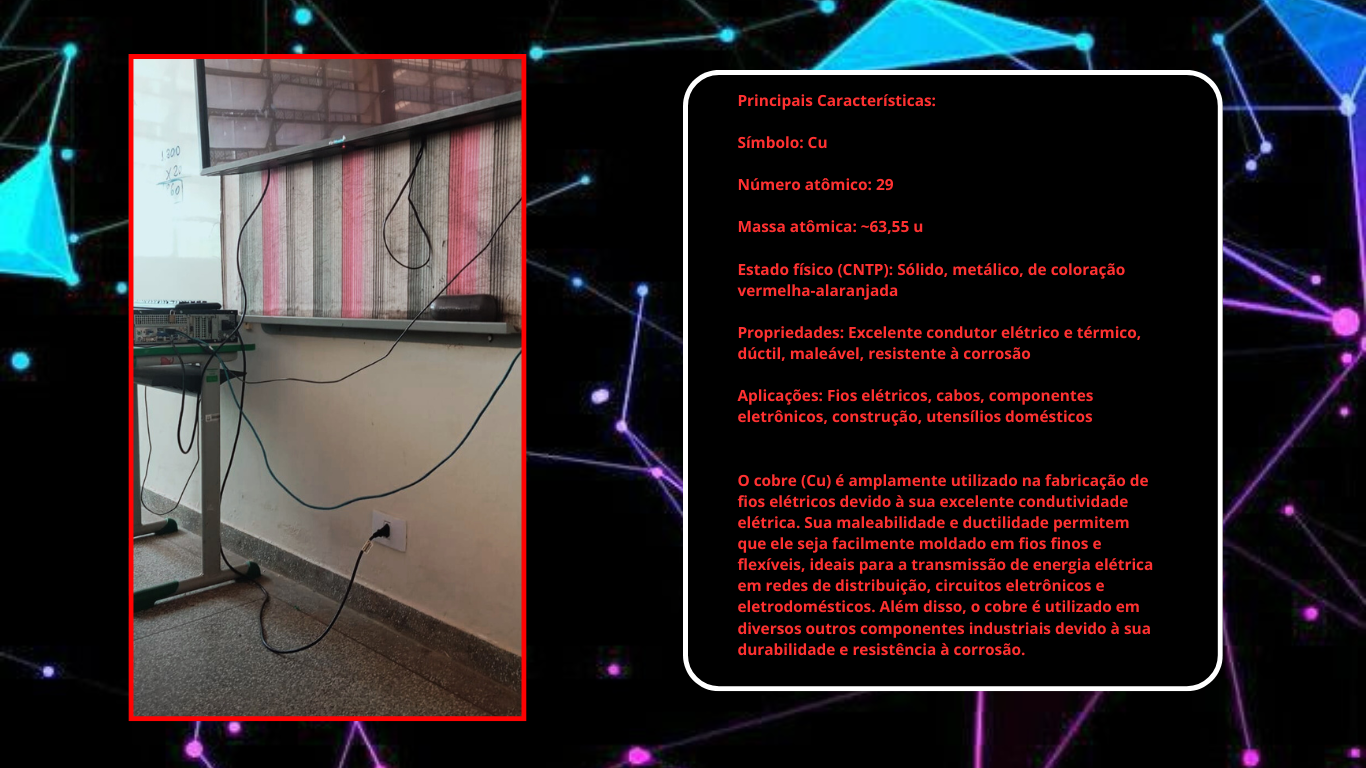 1.200
Principais Características:
Símbolo: Cu
Número atômico: 29
Massa atômica: ~63,55 u
Estado físico (CNTP): Sólido, metálico, de coloração
vermelha-alaranjada
Propriedades: Excelente condutor elétrico e térmico,
dúctil, maleável, resistente à corrosão
Aplicações: Fios elétricos, cabos, componentes
eletrônicos, construção, utensílios domésticos
O cobre (Cu) é amplamente utilizado na fabricação de
fios elétricos devido à sua excelente condutividade
elétrica. Sua maleabilidade e ductilidade permitem
que ele seja facilmente moldado em fios finos e
flexíveis, ideais para a transmissão de energia elétrica
em redes de distribuição, circuitos eletrônicos e
eletrodomésticos. Além disso, o cobre é utilizado em
diversos outros componentes industriais devido à sua
durabilidade e resistência à corrosão.